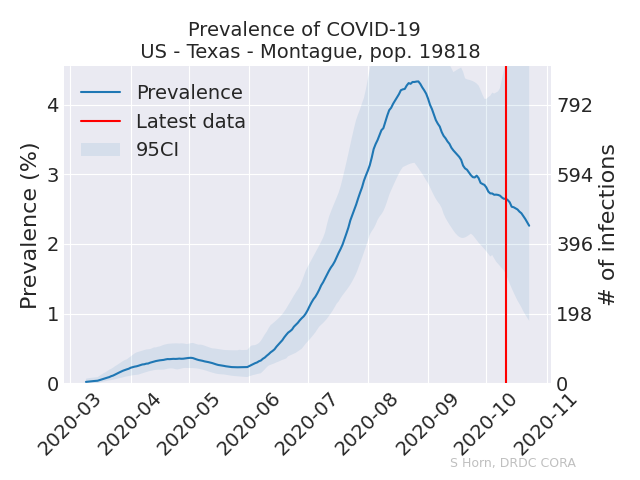 Prevalence of COVID-19
US - Texas - Montague, pop. 19818
Prevalence
Latest data
95CI
Prevalence (%)
4
3
2
1
0
792
594
396
198
0
# of infections
2020-03
2020-04
2020-05
2020-06
2020-07
2020-08
2020-09
2020-10
2020-11
S Horn, DRDC CORA